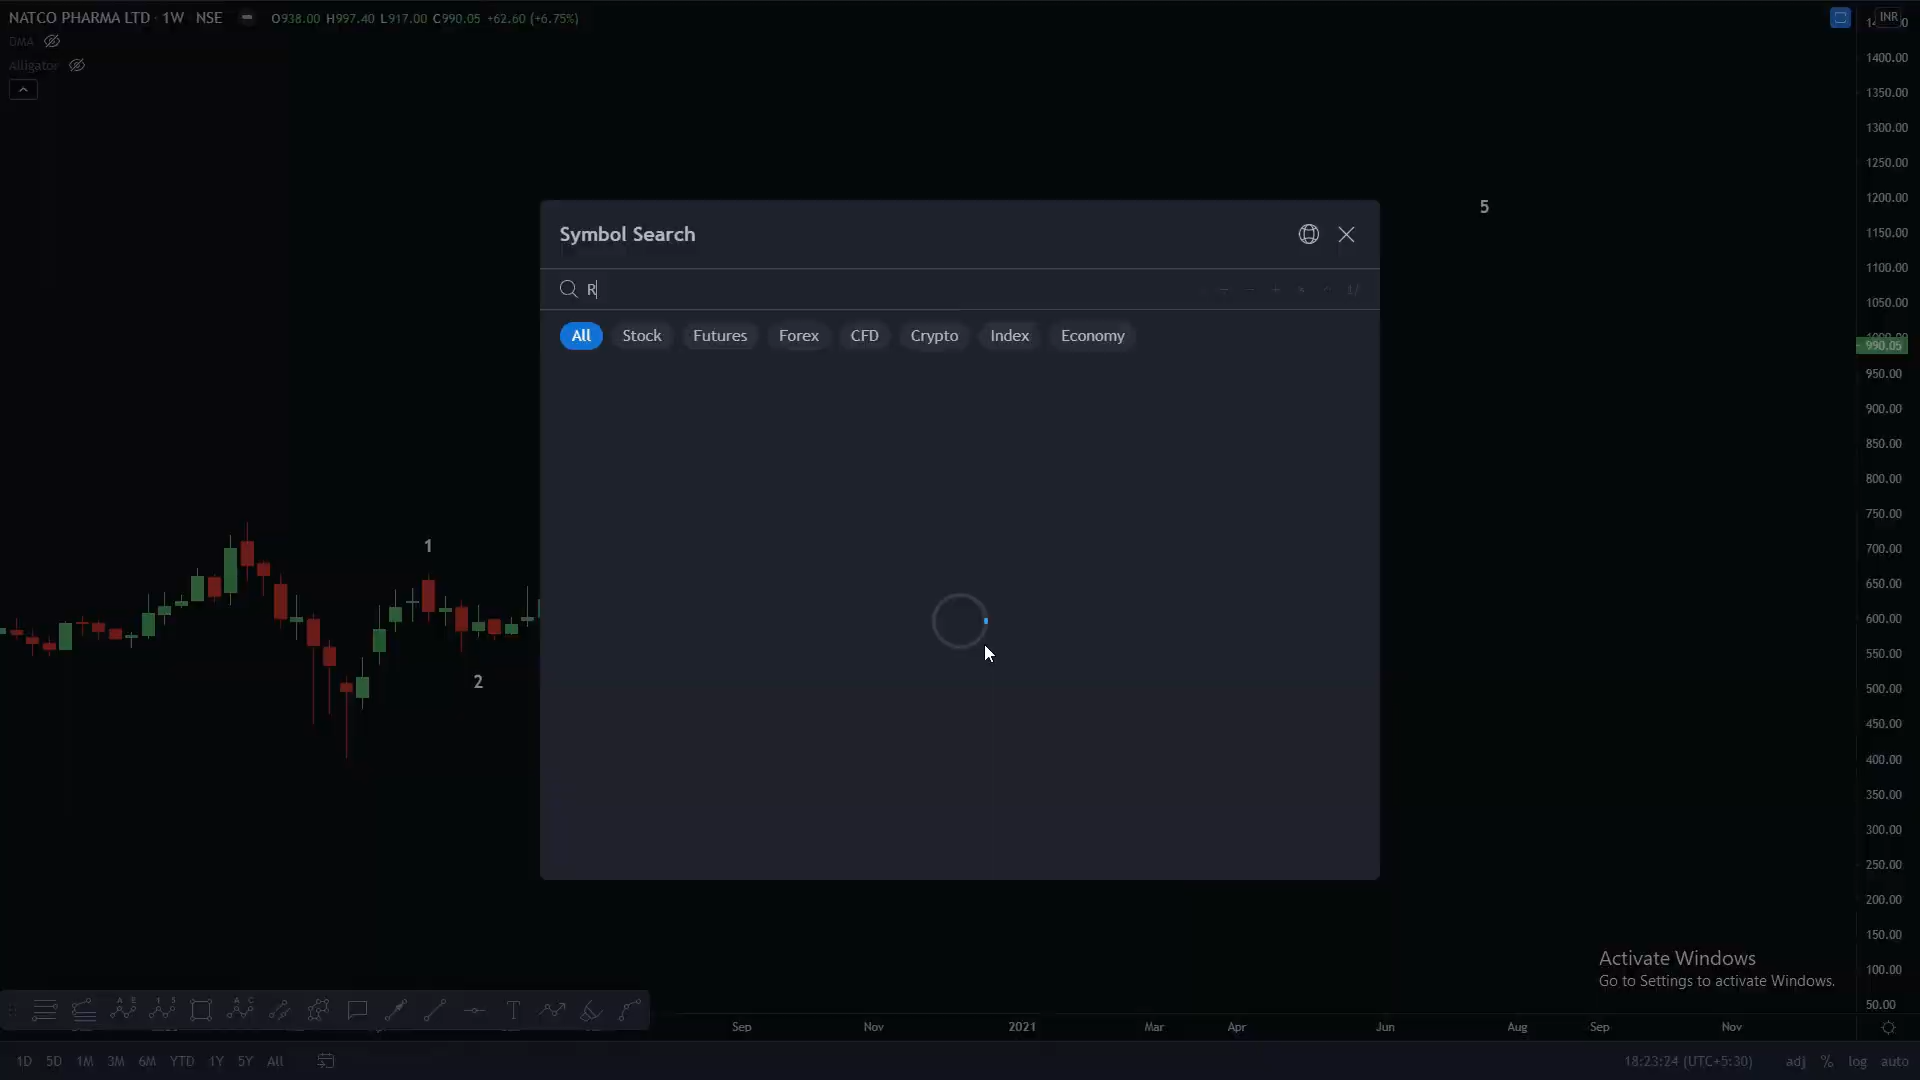 NATCO PHARMA LTD · 1W NSE O938.00 H997.40 L917.00 C990.05 +62.60 (+6.75%)
INR
DMA
Alligator
1400.00
1350.00
1300.00
1250.00
1200.00
1150.00
1100.00
1050.00
990.05
950.00
900.00
850.00
800.00
750.00
700.00
650.00
600.00
550.00
500.00
450.00
400.00
350.00
300.00
250.00
200.00
150.00
100.00
50.00
5
Symbol Search
R
All Stock Futures Forex CFD Crypto Index Economy
1
2
Activate Windows
Go to Settings to activate Windows.
Sep Nov 2021 Mar Apr Jun Aug Sep Nov
1D 5D 1M 3M 6M YTD 1Y 5Y All 18:23:24 (UTC+5:30) adj % log auto